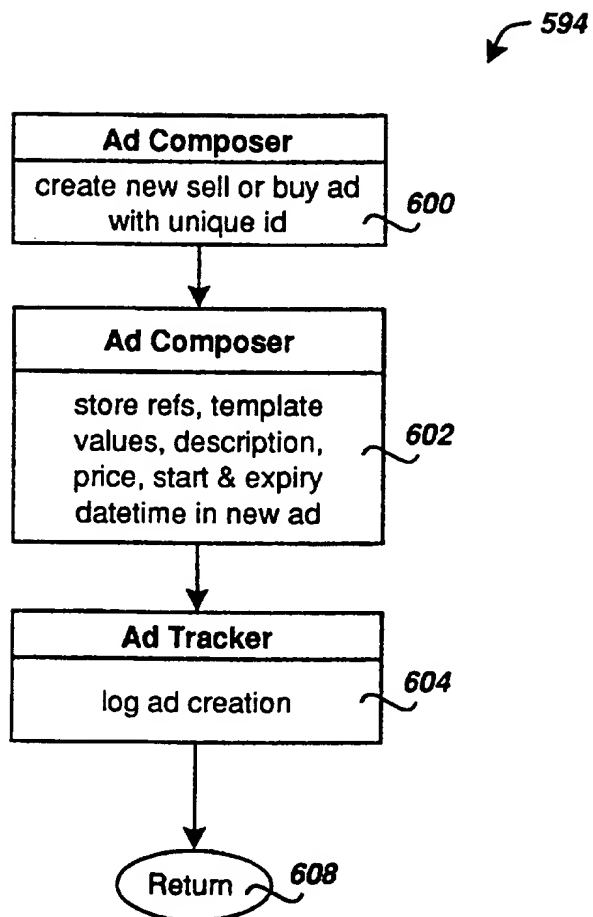 594
Ad Composer
create new sell or buy ad
with unique id
600
Ad Composer
store refs, template
values, description,
price, start & expiry
datetime in new ad
602
Ad Tracker
log ad creation
604
Return
608